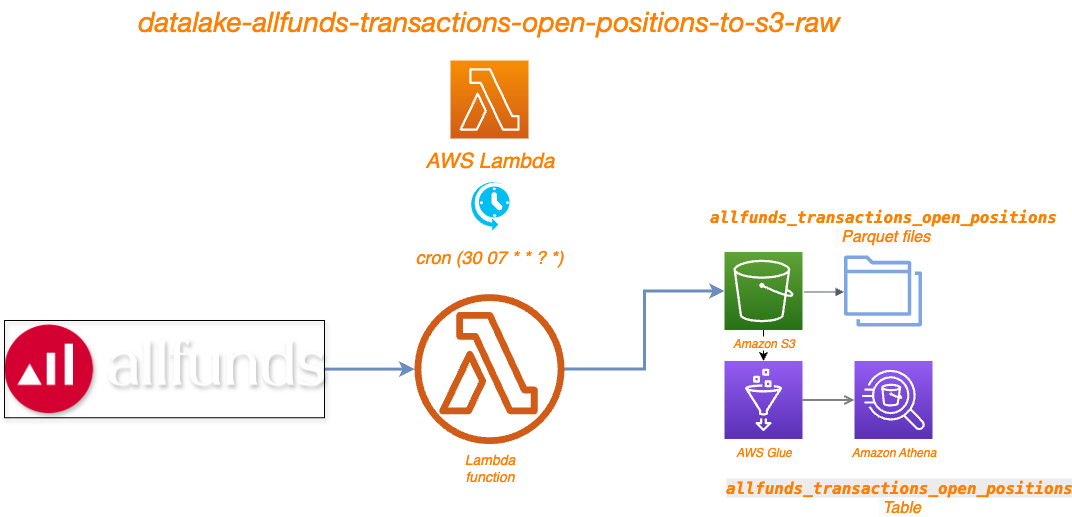 datalake-allfunds-transactions-open-positions-to-s3-raw
AWS Lambda
cron (30 07 * * ? *)
allfunds_transactions_open_positions
Parquet files
allfunds
Amazon S3
Lambda
function
AWS Glue
Amazon Athena
allfunds_transactions_open_positions
Table